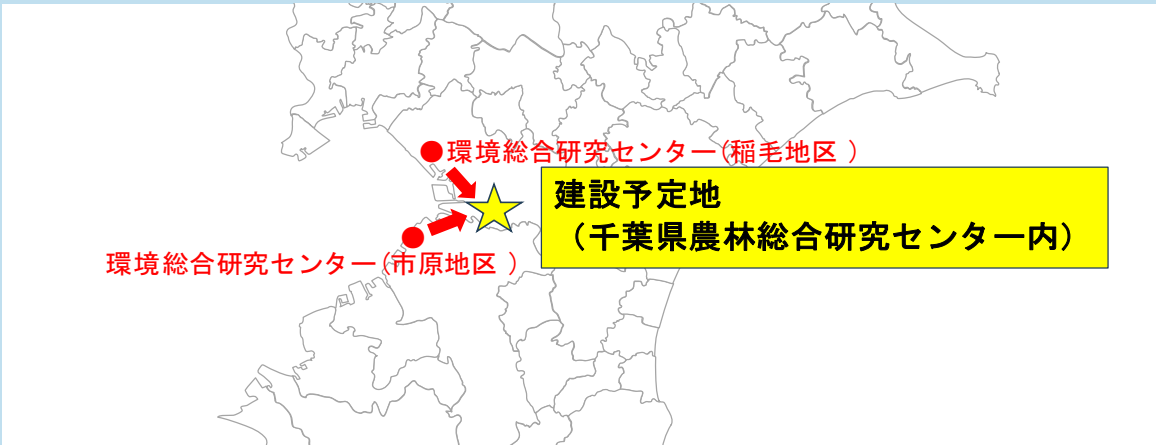 環境総合研究センター(稲毛地区 )
建設予定地
(千葉県農林総合研究センター内)
環境総合研究センター(市原地区 )